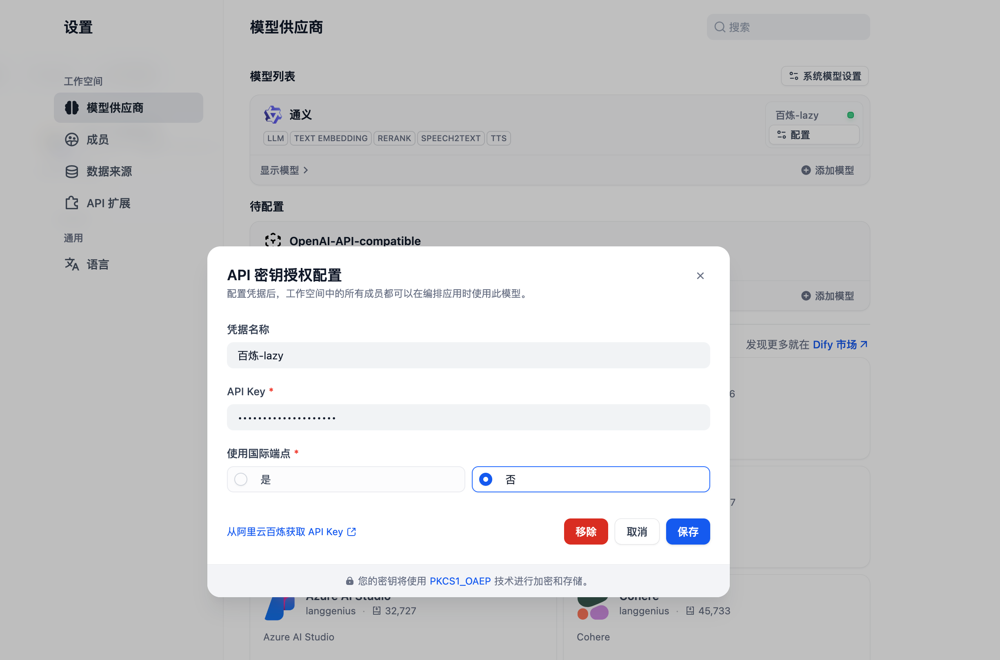 设置
模型供应商
搜索
工作空间
模型供应商
成员
数据来源
API 扩展
通用
语言
模型列表
系统模型设置
通义
LLM
TEXT EMBEDDING
RERANK
SPEECH2TEXT
TTS
百炼-lazy
配置
显示模型
添加模型
待配置
OpenAI-API-compatible
添加模型
发现更多就在 Dify 市场
6
7
API 密钥授权配置
配置凭据后，工作空间中的所有成员都可以在编排应用时使用此模型。
凭据名称
百炼-lazy
API Key *
••••••••••••••••••••
使用国际端点 *
是
否
从阿里云百炼获取 API Key
移除
取消
保存
您的密钥将使用 PKCS1_OAEP 技术进行加密和存储。
Azure AI Studio
langgenius · 32,727
Azure AI Studio
Cohere
langgenius · 45,733
Cohere